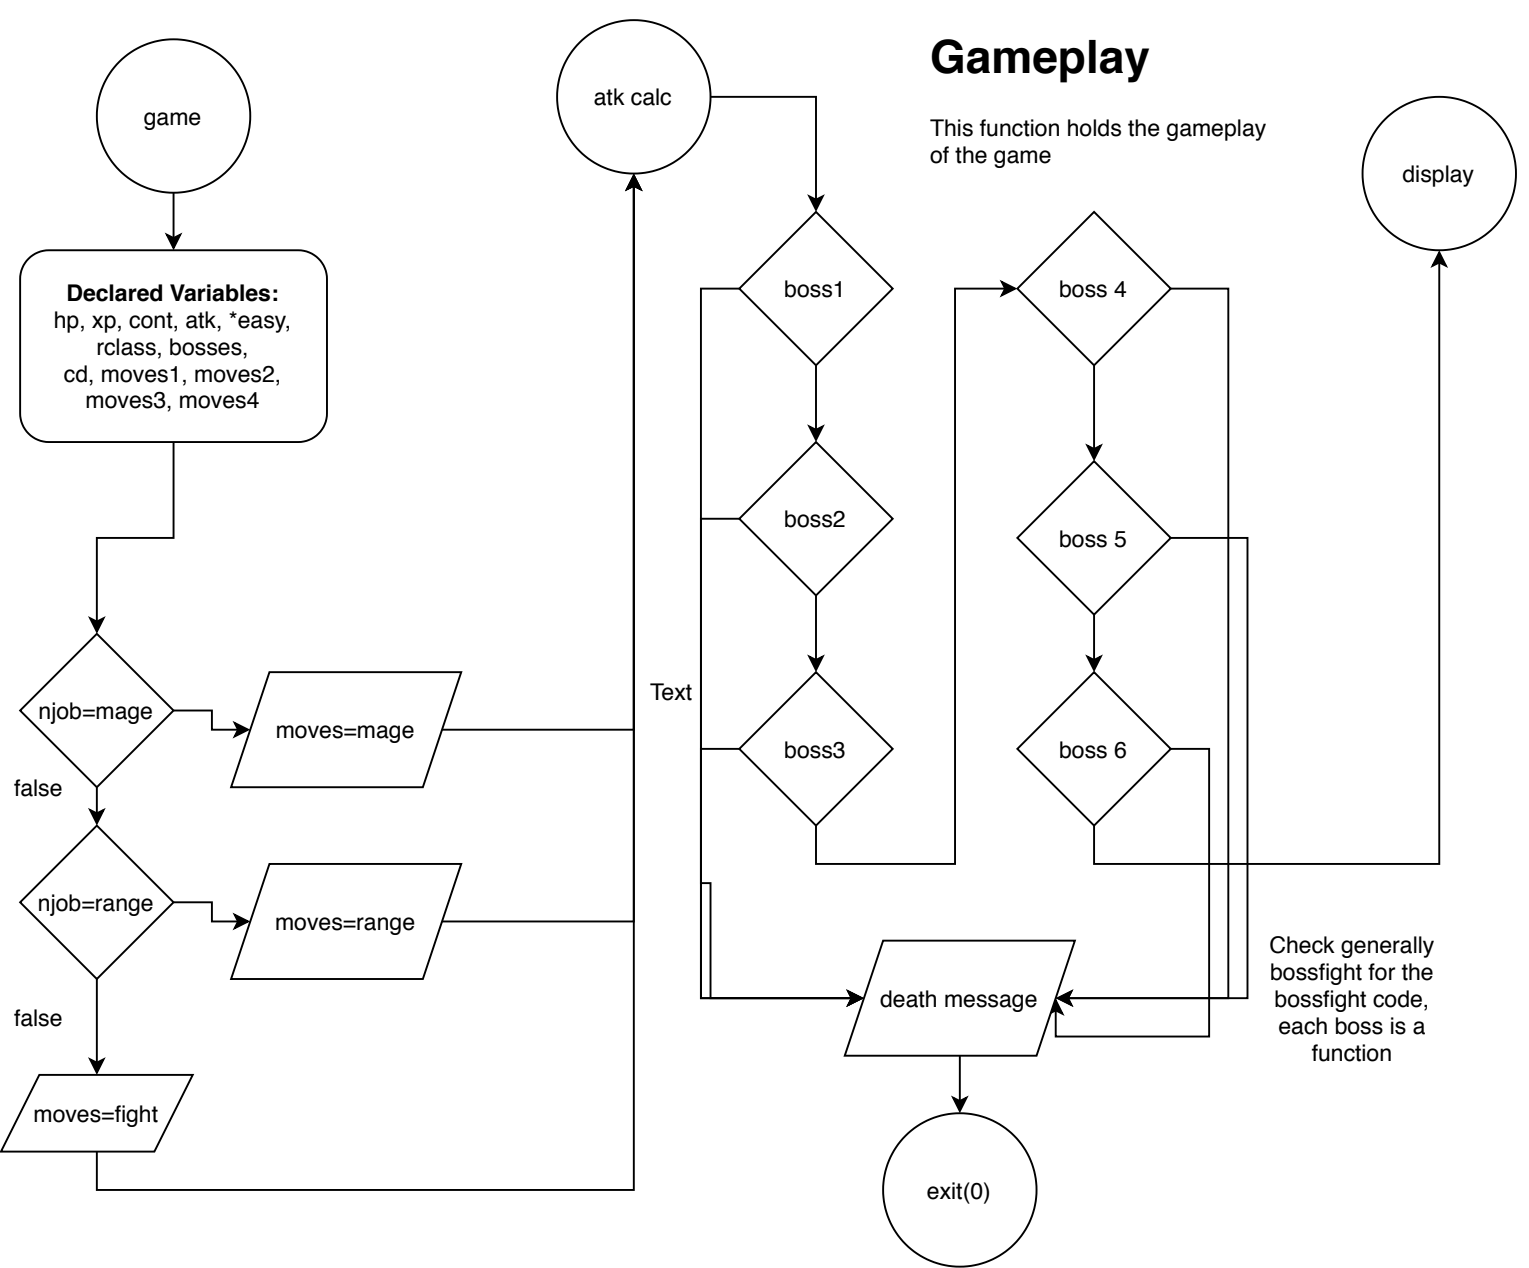 Gameplay
This function holds the gameplay
of the game
game
atk calc
display
Declared Variables:
hp, xp, cont, atk, *easy,
rclass, bosses,
cd, moves1, moves2,
moves3, moves4
boss1
boss 4
boss2
boss 5
Text
njob=mage
moves=mage
boss3
boss 6
false
njob=range
moves=range
false
death message
Check generally
bossfight for the
bossfight code,
each boss is a
function
moves=fight
exit(0)